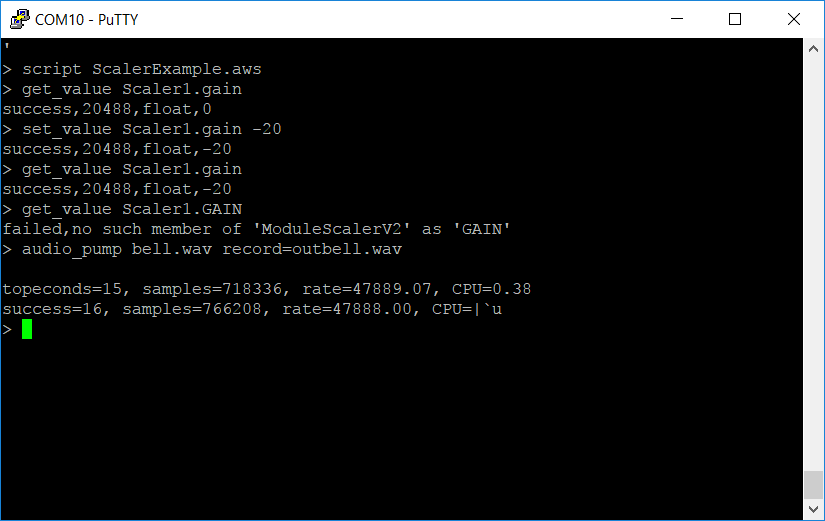 COM10 - PuTTY
'
> script ScalerExample.aws
> get_value Scaler1.gain
success,20488,float,0
> set_value Scaler1.gain -20
success,20488,float,-20
> get_value Scaler1.gain
success,20488,float,-20
> get_value Scaler1.GAIN
failed,no such member of 'ModuleScalerV2' as 'GAIN'
> audio_pump bell.wav record=outbell.wav
topeconds=15, samples=718336, rate=47889.07, CPU=0.38
success=16, samples=766208, rate=47888.00, CPU=|`u
>